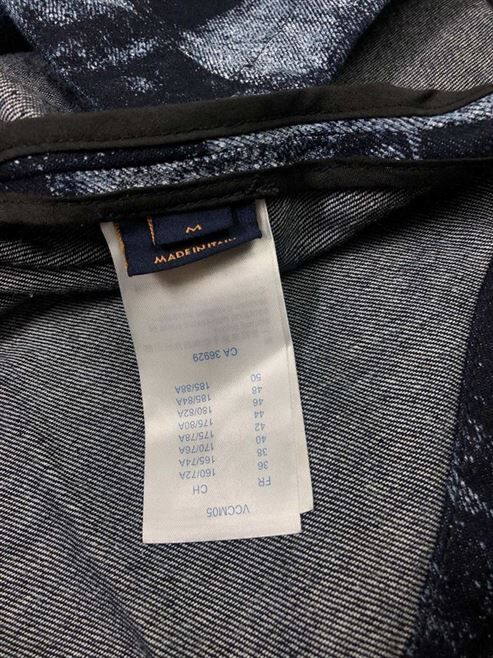 M
MADE IN
VCCM05
FR CH
36 160/72A
38 165/74A
40 170/76A
42 175/78A
44 175/80A
46 180/82A
48 185/84A
50 185/88A
CA 36929